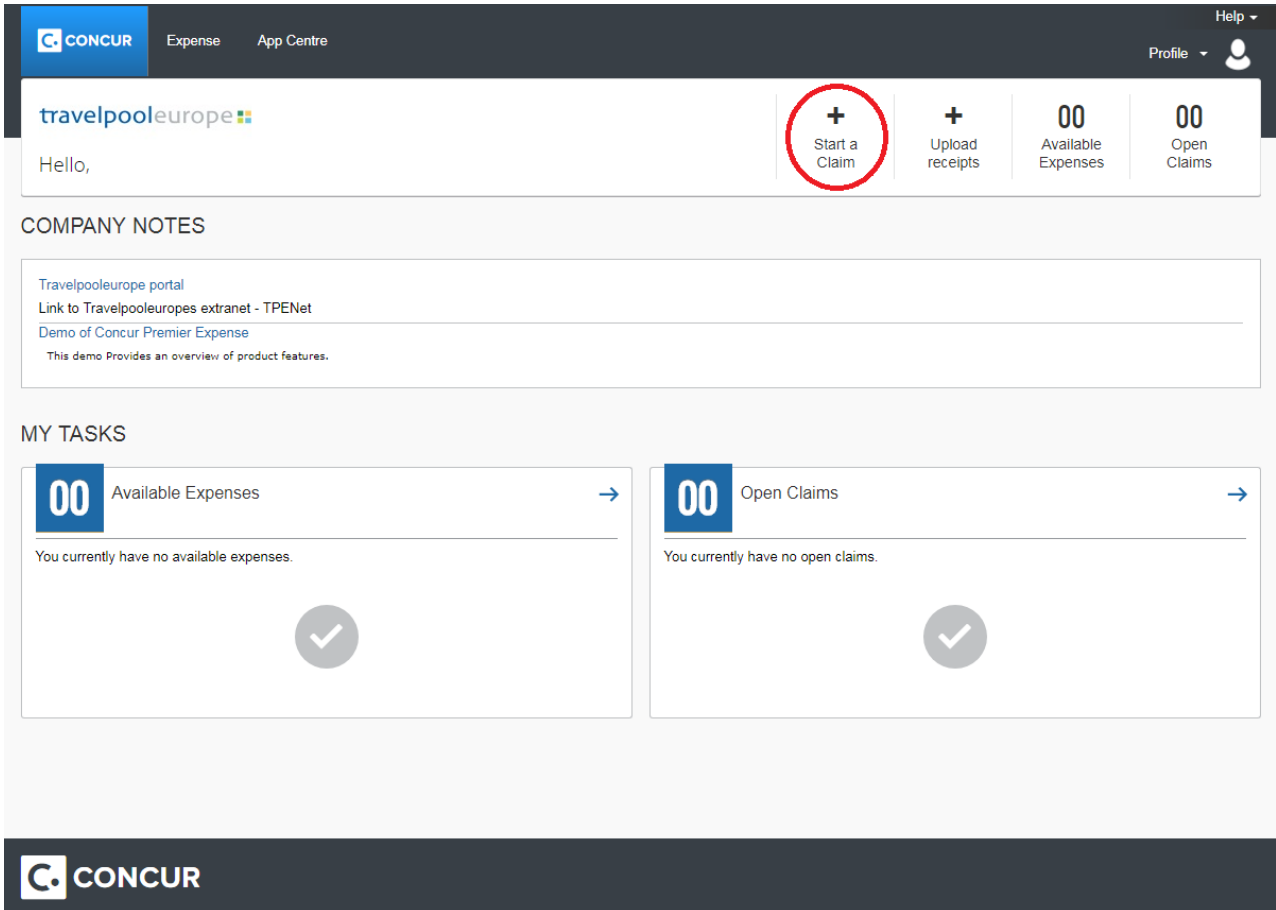 Help
CONCUR
Expense
App Centre
Profile
travelpooleurope
Hello,
+
Start a
Claim
+
Upload
receipts
00
Available
Expenses
00
Open
Claims
COMPANY NOTES
Travelpooleurope portal
Link to Travelpooleuropes extranet - TPENet
Demo of Concur Premier Expense
This demo Provides an overview of product features.
MY TASKS
00
Available Expenses
You currently have no available expenses.
00
Open Claims
You currently have no open claims.
C. CONCUR